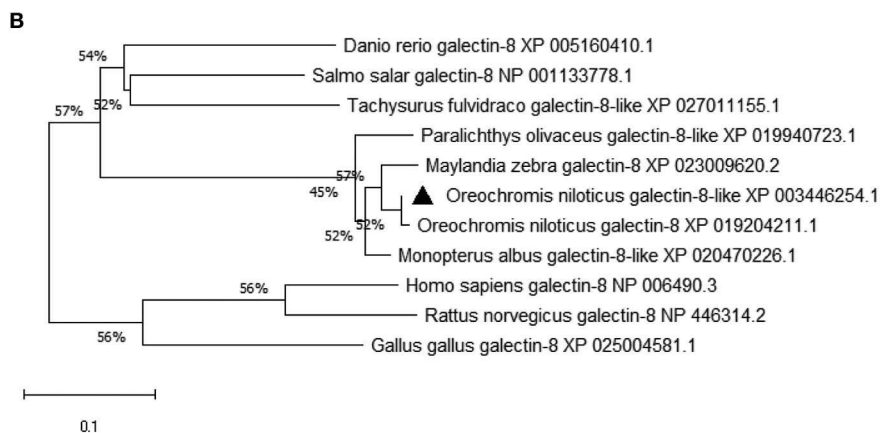 B
54%
Danio rerio galectin-8 XP 005160410.1
Salmo salar galectin-8 NP 001133778.1
57%
52%
Tachysurus fulvidraco galectin-8-like XP 027011155.1
Paralichthys olivaceus galectin-8-like XP 019940723.1
Maylandia zebra galectin-8 XP 023009620.2
57%
45%
Oreochromis niloticus galectin-8-like XP 003446254.1
Oreochromis niloticus galectin-8 XP 019204211.1
52%
52%
Monopterus albus galectin-8-like XP 020470226.1
56%
Homo sapiens galectin-8 NP 006490.3
Rattus norvegicus galectin-8 NP 446314.2
56%
Gallus gallus galectin-8 XP 025004581.1
0.1